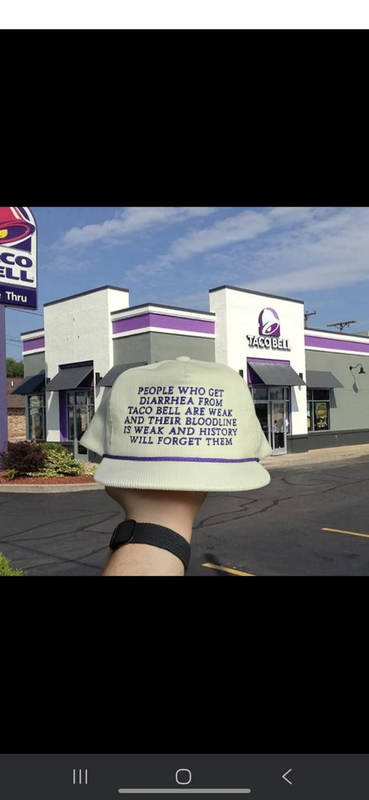 CO
ELL
Thru
TACO BELL
PEOPLE WHO GET
DIARRHEA FROM
TACO BELL ARE WEAK
AND THEIR BLOODLINE
IS WEAK AND HISTORY
WILL FORGET THEM